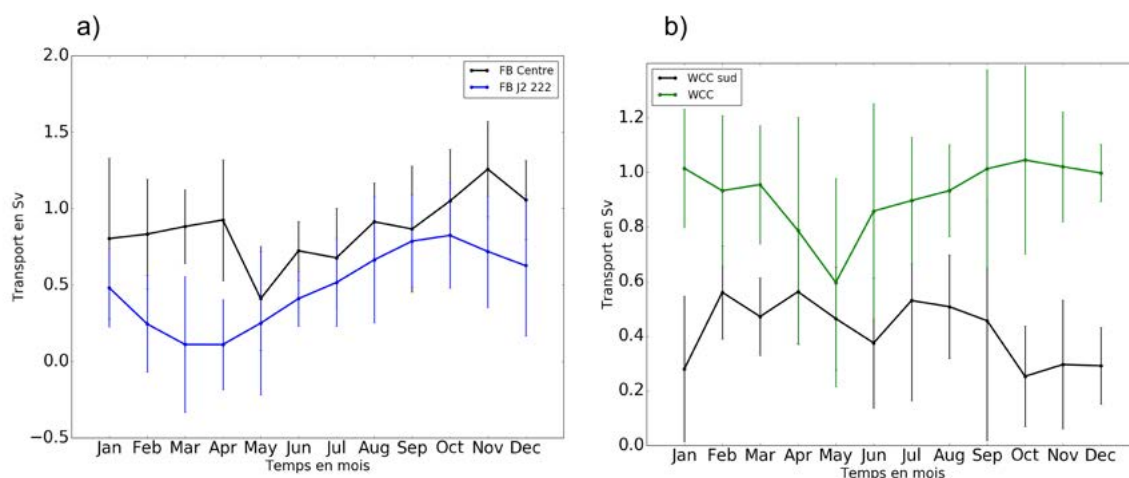 a)
FB Centre
FB J2 222
Transport en Sv
2.0
1.5
1.0
0.5
0.0
−0.5
Jan Feb Mar Apr May Jun Jul Aug Sep Oct Nov Dec
Temps en mois
b)
WCC sud
WCC
Transport en Sv
1.2
1.0
0.8
0.6
0.4
0.2
0.0
Jan Feb Mar Apr May Jun Jul Aug Sep Oct Nov Dec
Temps en mois